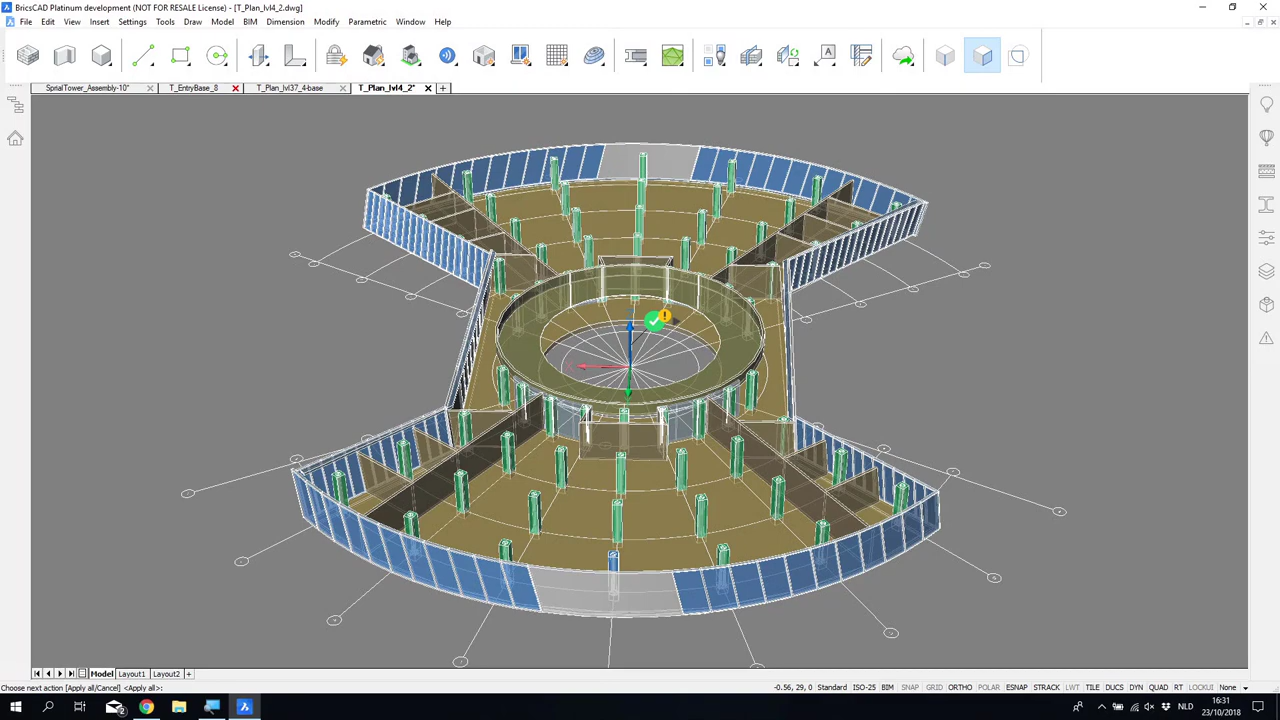 BricsCAD Platinum development (NOT FOR RESALE License) - [T_Plan_lvl4_2.dwg]
File Edit View Insert Settings Tools Draw Model BIM Dimension Modify Parametric Window Help
SprialTower_Assembly-10* T_EntryBase_8 T_Plan_lvl37_4-base T_Plan_lvl4_2*
Model Layout1 Layout2
Choose next action [Apply all/Cancel] <Apply all>: -0.56, 29, 0 Standard ISO-25 BIM SNAP GRID ORTHO POLAR ESNAP STRACK LWT TILE DUCS DYN QUAD RT LOCKUI None
2 NLD 16:31
23/10/2018